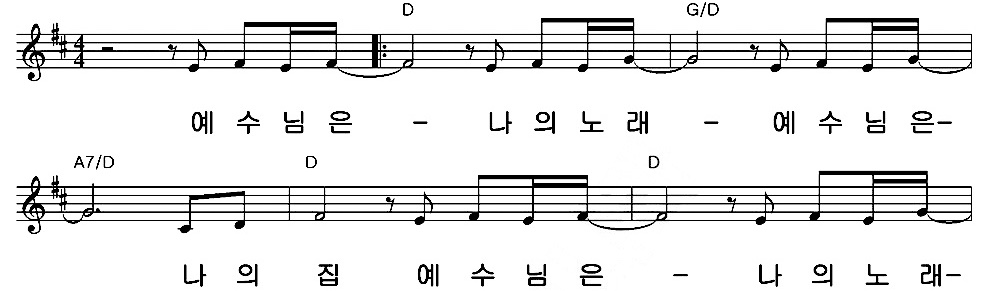 D G/D
예 수 님 은 - 나 의 노 래 - 예 수 님 은-
A7/D D D
나 의 집 예 수 님 은 - 나 의 노 래-